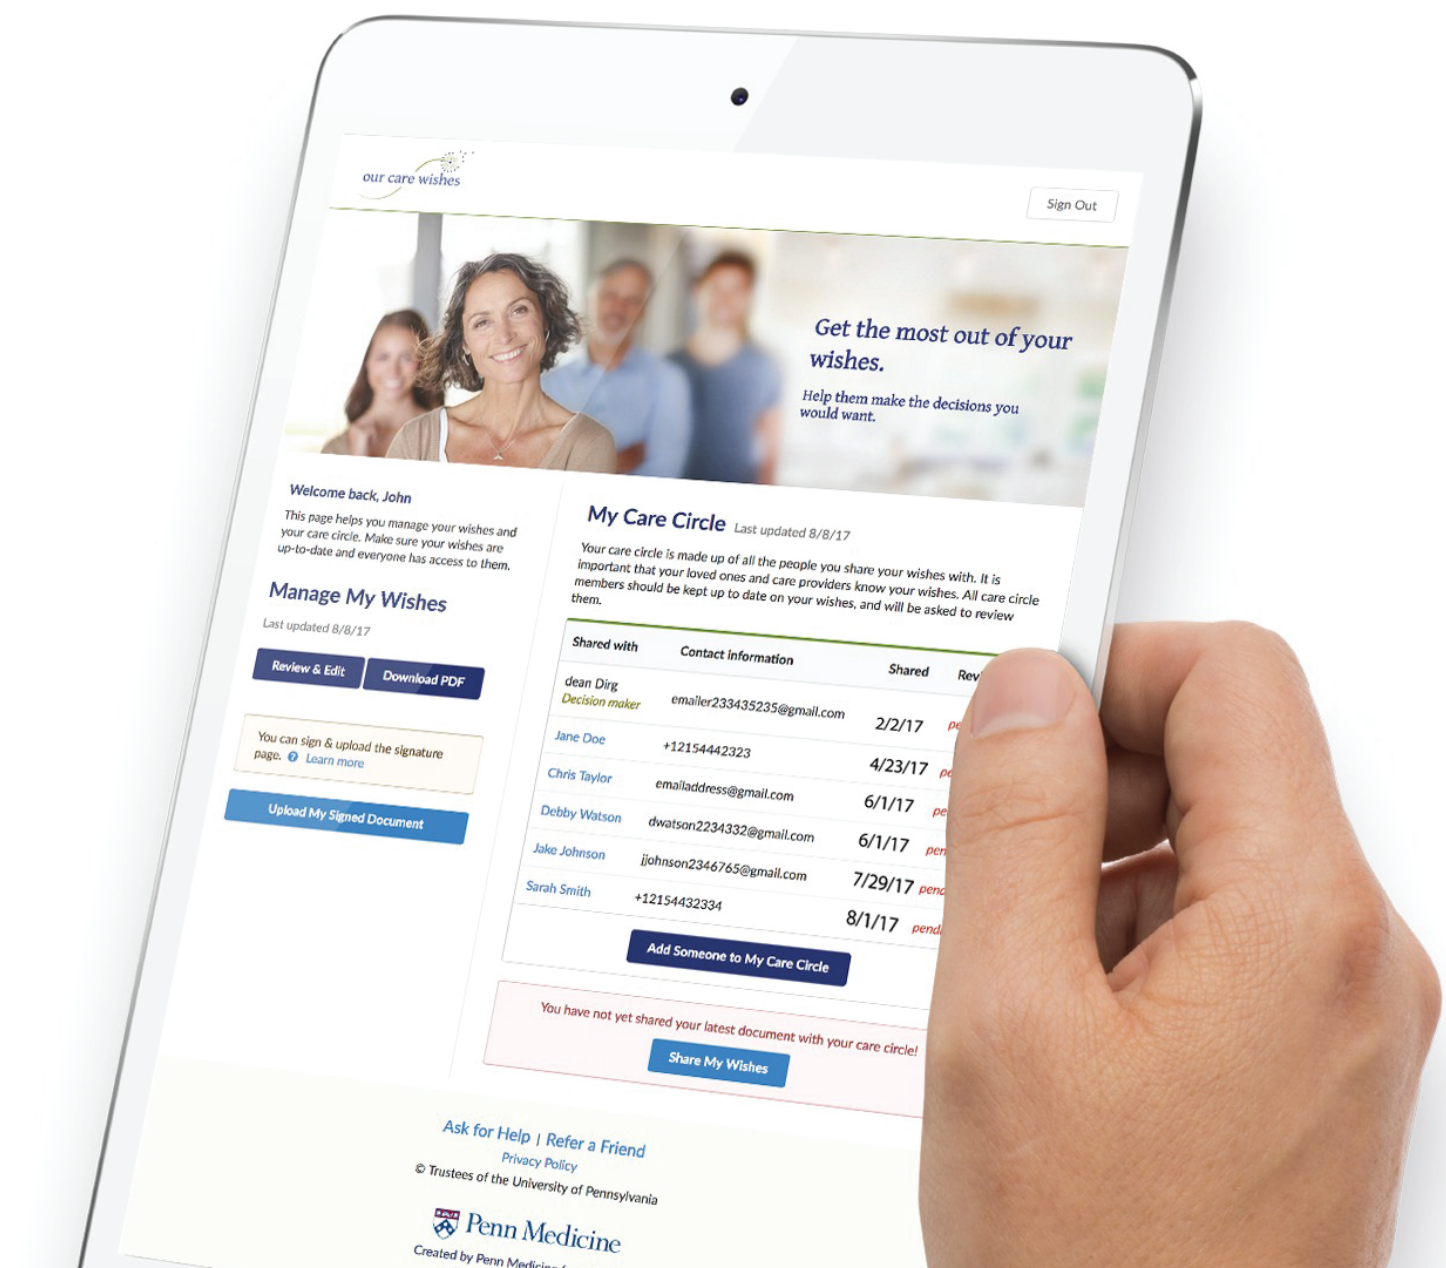 our care wishes
Sign Out
Get the most out of your
wishes.
Help them make the decisions you
would want.
Welcome back, John
This page helps you manage your wishes and
your care circle. Make sure your wishes are
up-to-date and everyone has access to them.
Manage My Wishes
Last updated 8/8/17
Review & Edit Download PDF
You can sign & upload the signature
page. ? Learn more
Upload My Signed Document
My Care Circle Last updated 8/8/17
Your care circle is made up of all the people you share your wishes with. It is
important that your loved ones and care providers know your wishes. All care circle
members should be kept up to date on your wishes, and will be asked to review
them.
Shared with Contact information Shared
dean Dirg emailer233435235@gmail.com 2/2/17
Decision maker
Jane Doe +12154442323 4/23/17
Chris Taylor emailaddress@gmail.com 6/1/17
Debby Watson dwatson2234332@gmail.com 6/1/17
Jake Johnson jjohnson2346765@gmail.com 7/29/17
Sarah Smith +12154432334 8/1/17
Add Someone to My Care Circle
You have not yet shared your latest document with your care circle!
Share My Wishes
Ask for Help | Refer a Friend
Privacy Policy
© Trustees of the University of Pennsylvania
Penn Medicine
Created by Penn Medicine